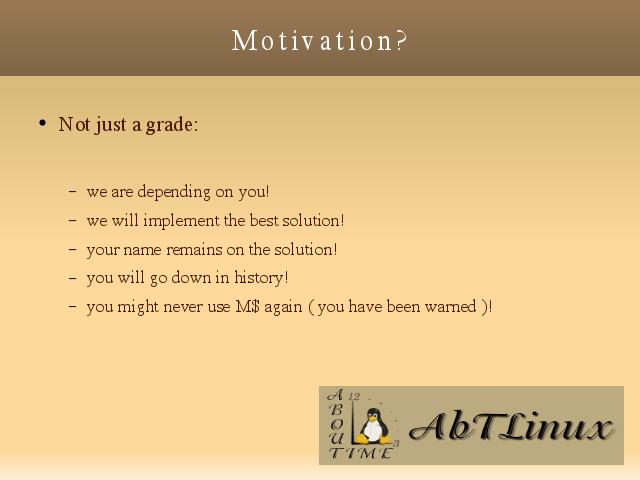 Motivation?
• Not just a grade:
– we are depending on you!
– we will implement the best solution!
– your name remains on the solution!
– you will go down in history!
– you might never use M$ again ( you have been warned )!
ABOUT
TIME
12
3
AbTLinux